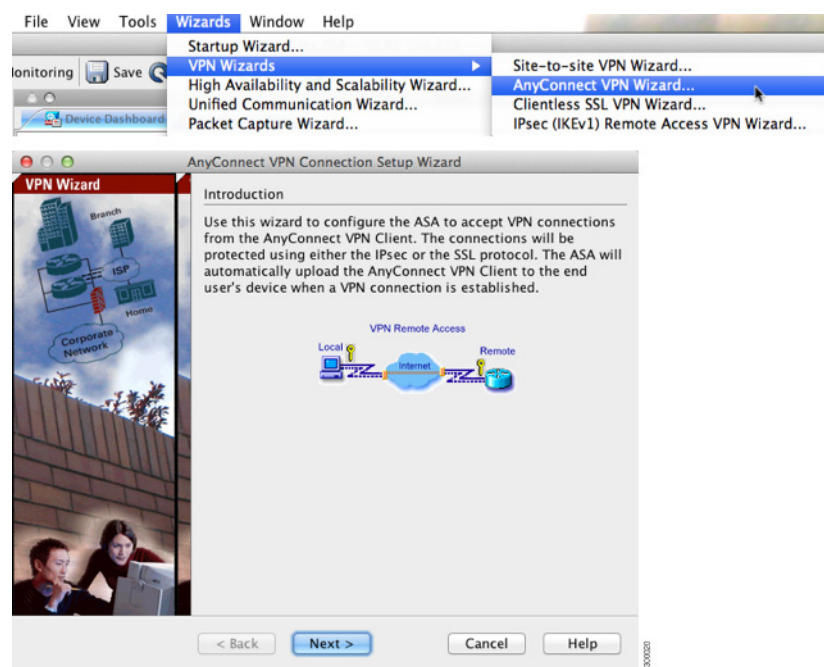 File View Tools Wizards Window Help
Startup Wizard...
VPN Wizards
High Availability and Scalability Wizard...
Unified Communication Wizard...
Packet Capture Wizard...
Site-to-site VPN Wizard...
AnyConnect VPN Wizard...
Clientless SSL VPN Wizard...
IPsec (IKEv1) Remote Access VPN Wizard...
onitoring Save
Device Dashboard
AnyConnect VPN Connection Setup Wizard
VPN Wizard
Branch
ISP
Home
Corporate
Network
Introduction
Use this wizard to configure the ASA to accept VPN connections
from the AnyConnect VPN Client. The connections will be
protected using either the IPsec or the SSL protocol. The ASA will
automatically upload the AnyConnect VPN Client to the end
user's device when a VPN connection is established.
VPN Remote Access
Local
Internet
Remote
< Back Next > Cancel Help
300020